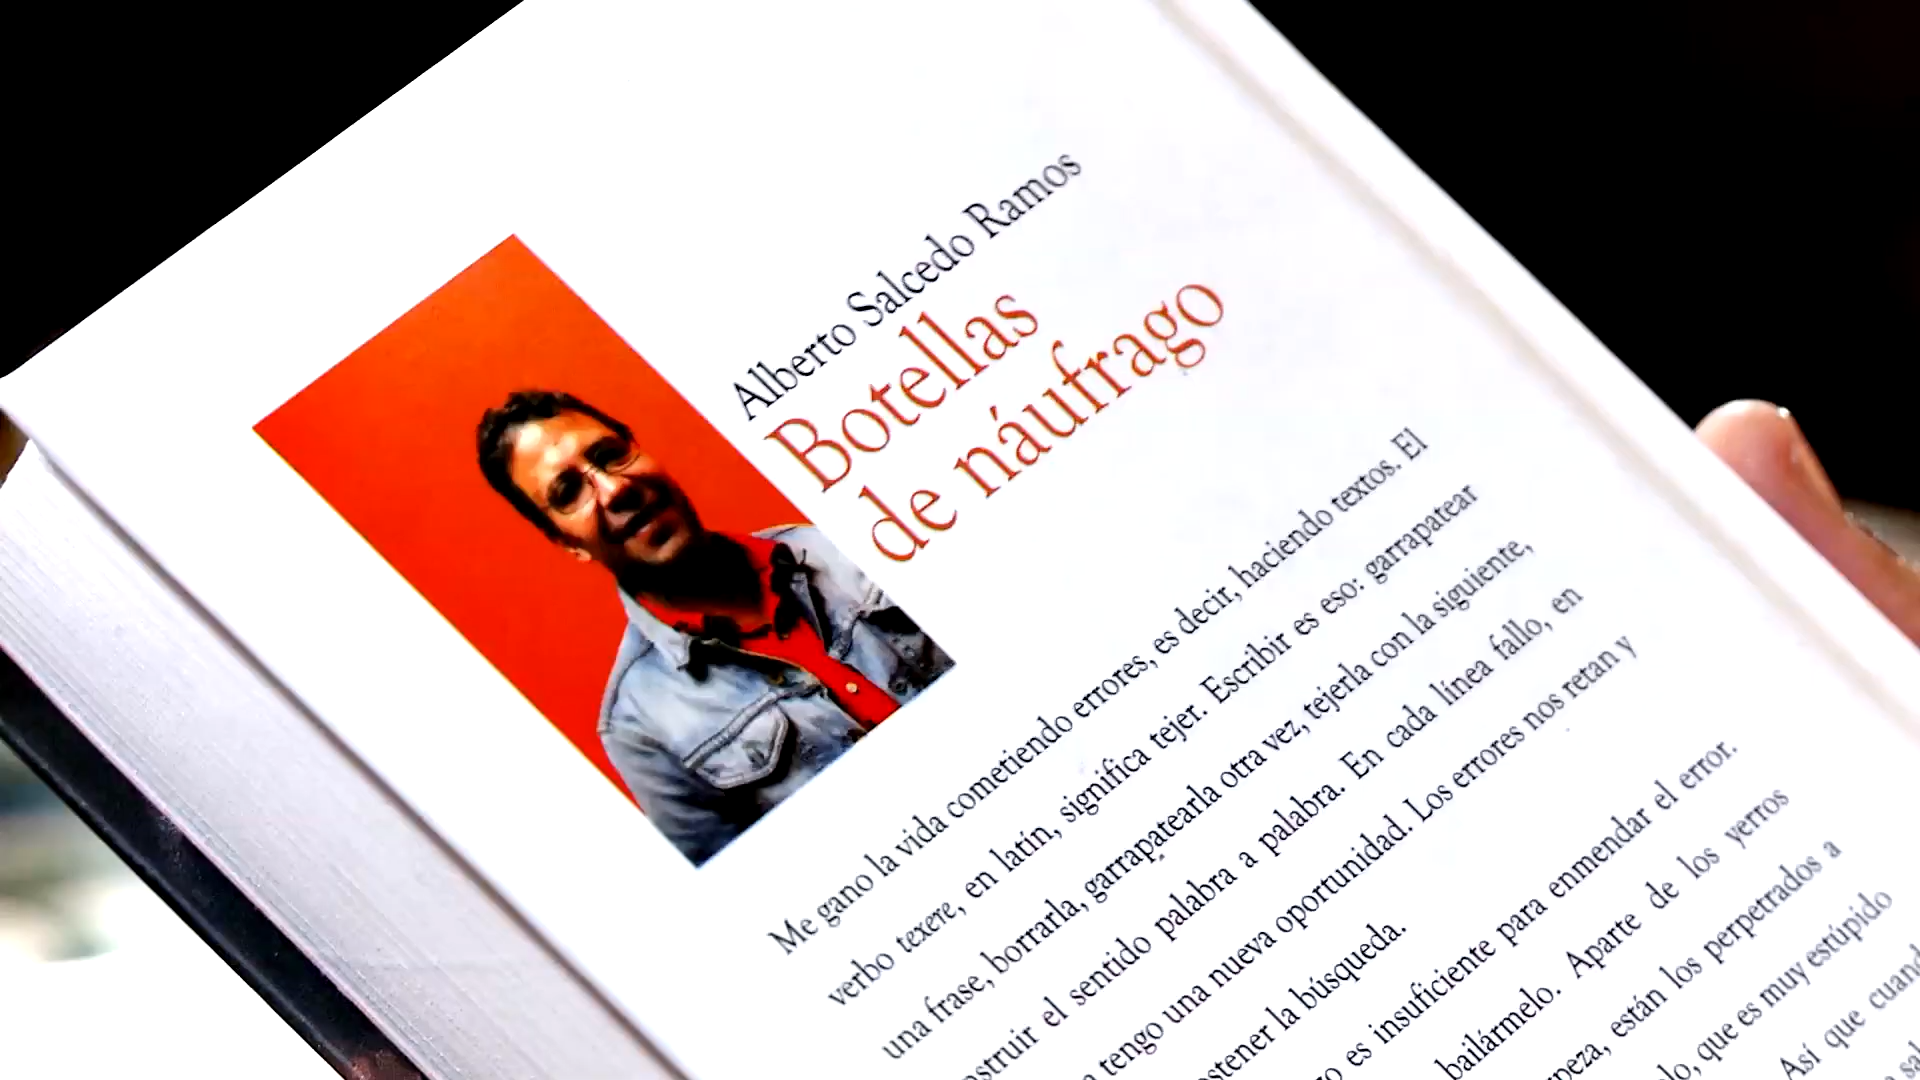 Alberto Salcedo Ramos
Botellas
de náufrago
Me gano la vida cometiendo errores, es decir, haciendo textos. El
verbo texere, en latín, significa tejer. Escribir es eso: garrapatear
una frase, borrarla, garrapatearla otra vez, tejerla con la siguiente,
struir el sentido palabra a palabra. En cada línea fallo, en
tengo una nueva oportunidad. Los errores nos retan y
stener la búsqueda.
es insuficiente para enmendar el error.
bailármelo. Aparte de los yerros
peza, están los perpetrados a
lo, que es muy estúpido
Así que cuand